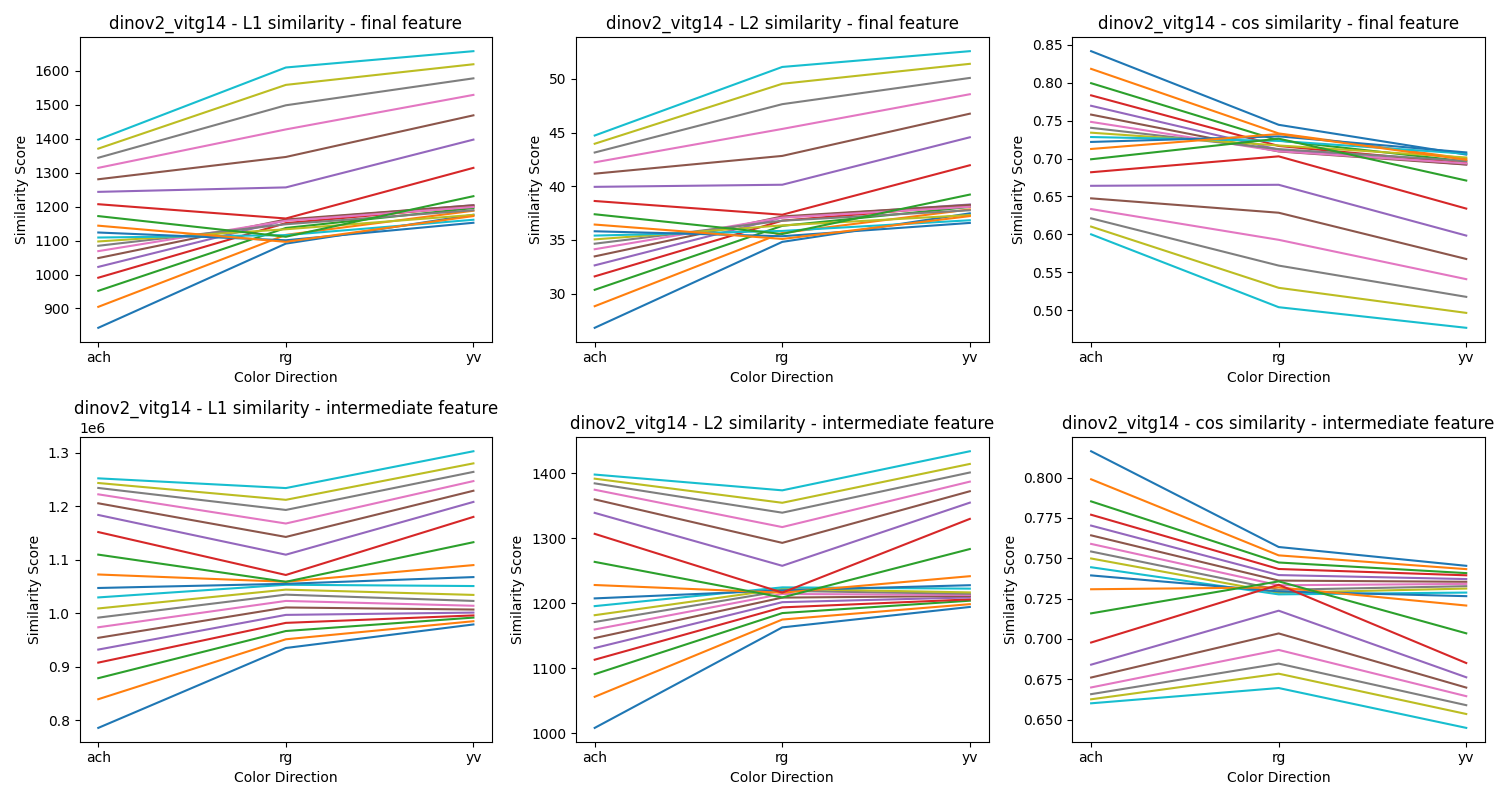 dinov2_vitg14 - L1 similarity - final feature
1600
1500
1400
1300
1200
1100
1000
900
Similarity Score
ach
rg
yv
Color Direction
dinov2_vitg14 - L2 similarity - final feature
50
45
40
35
30
Similarity Score
ach
rg
yv
Color Direction
dinov2_vitg14 - cos similarity - final feature
0.85
0.80
0.75
0.70
0.65
0.60
0.55
0.50
Similarity Score
ach
rg
yv
Color Direction
dinov2_vitg14 - L1 similarity - intermediate feature
1e6
1.3
1.2
1.1
1.0
0.9
0.8
Similarity Score
ach
rg
yv
Color Direction
dinov2_vitg14 - L2 similarity - intermediate feature
1400
1300
1200
1100
1000
Similarity Score
ach
rg
yv
Color Direction
dinov2_vitg14 - cos similarity - intermediate feature
0.800
0.775
0.750
0.725
0.700
0.675
0.650
Similarity Score
ach
rg
yv
Color Direction